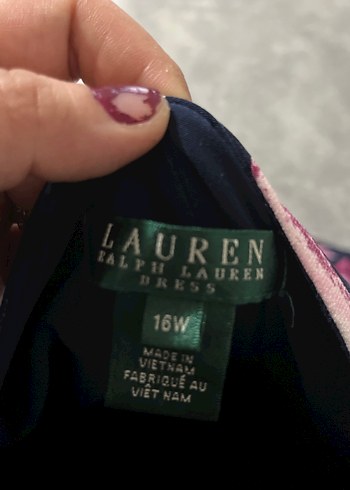 LAUREN
RALPH LAUREN
DRESS
16W
MADE IN
VIETNAM
FABRIQUÉ AU
VIÊT NAM